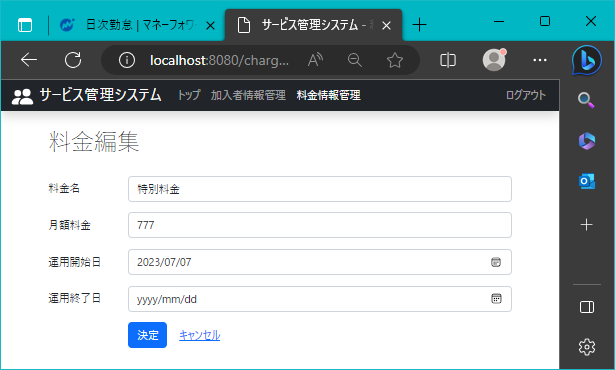 日次勤怠 | マネーフォワー
サービス管理システム -
localhost:8080/charg...
サービス管理システム トップ 加入者情報管理 料金情報管理 ログアウト
料金編集
料金名 特別料金
月額料金 777
運用開始日 2023/07/07
運用終了日 yyyy/mm/dd
決定 キャンセル